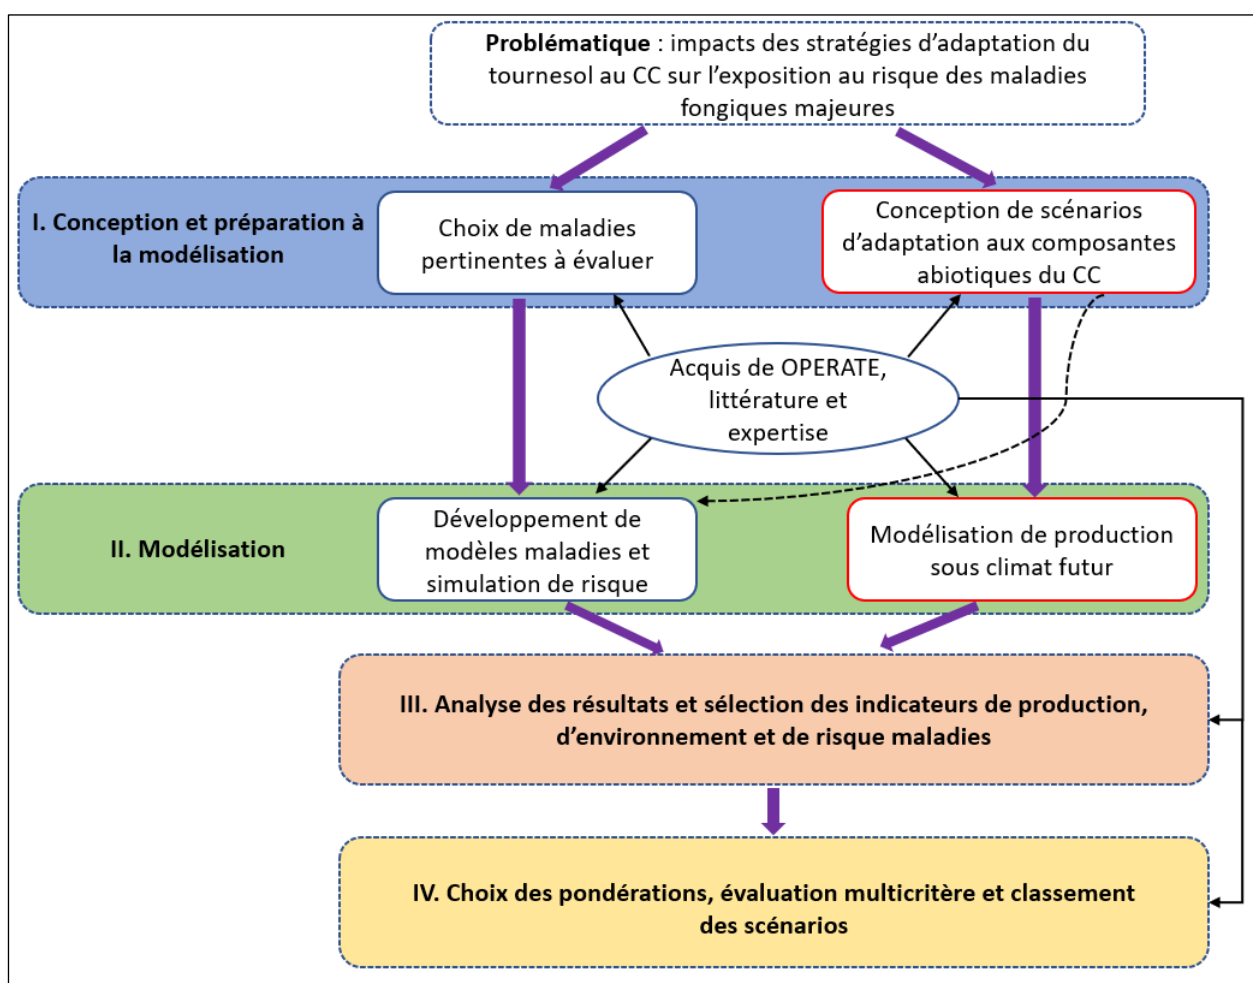 Problématique : impacts des stratégies d’adaptation du
tournesol au CC sur l’exposition au risque des maladies
fongiques majeures
I. Conception et préparation à
la modélisation
Choix de maladies
pertinentes à évaluer
Conception de scénarios
d’adaptation aux composantes
abiotiques du CC
Acquis de OPERATE,
littérature et
expertise
II. Modélisation
Développement de
modèles maladies et
simulation de risque
Modélisation de production
sous climat futur
III. Analyse des résultats et sélection des indicateurs de production,
d’environnement et de risque maladies
IV. Choix des pondérations, évaluation multicritère et classement
des scénarios